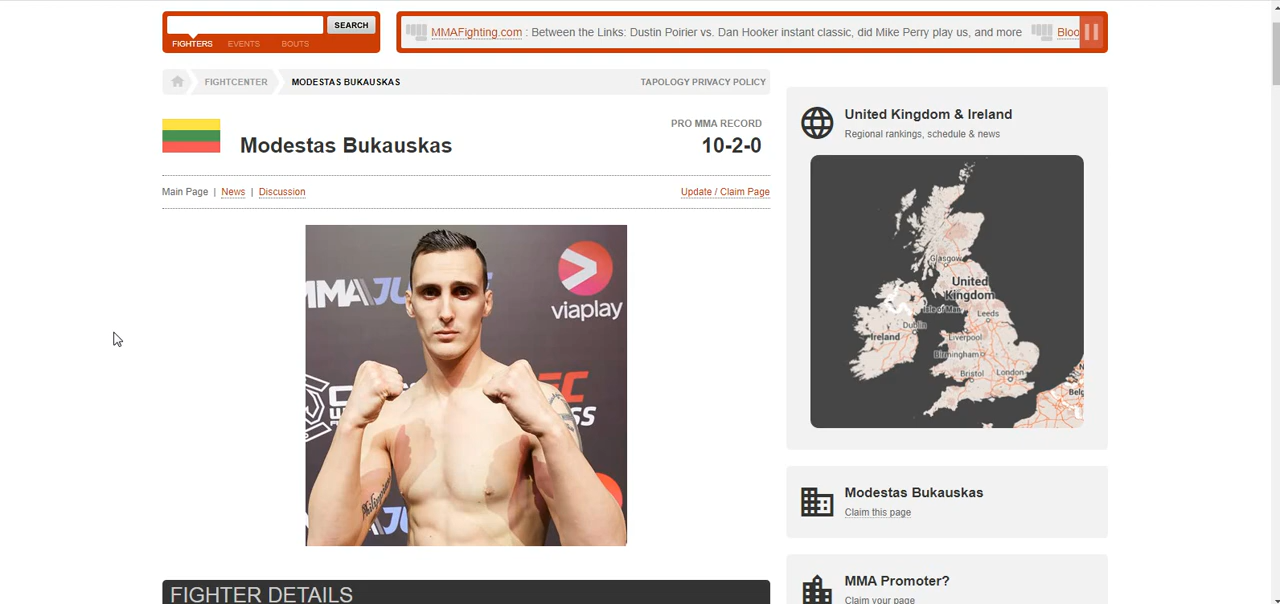 SEARCH
FIGHTERS EVENTS BOUTS
MMAFighting.com : Between the Links: Dustin Poirier vs. Dan Hooker instant classic, did Mike Perry play us, and more
FIGHTCENTER MODESTAS BUKAUSKAS TAPOLOGY PRIVACY POLICY
Modestas Bukauskas
PRO MMA RECORD
10-2-0
Main Page | News | Discussion
Update / Claim Page
viaplay
FIGHTER DETAILS
United Kingdom & Ireland
Regional rankings, schedule & news
Glasgow
United
Kingdom
Isle of Man
Leeds
Dublin
Ireland
Liverpool
Birmingham
Bristol
London
Modestas Bukauskas
Claim this page
MMA Promoter?
Claim your page